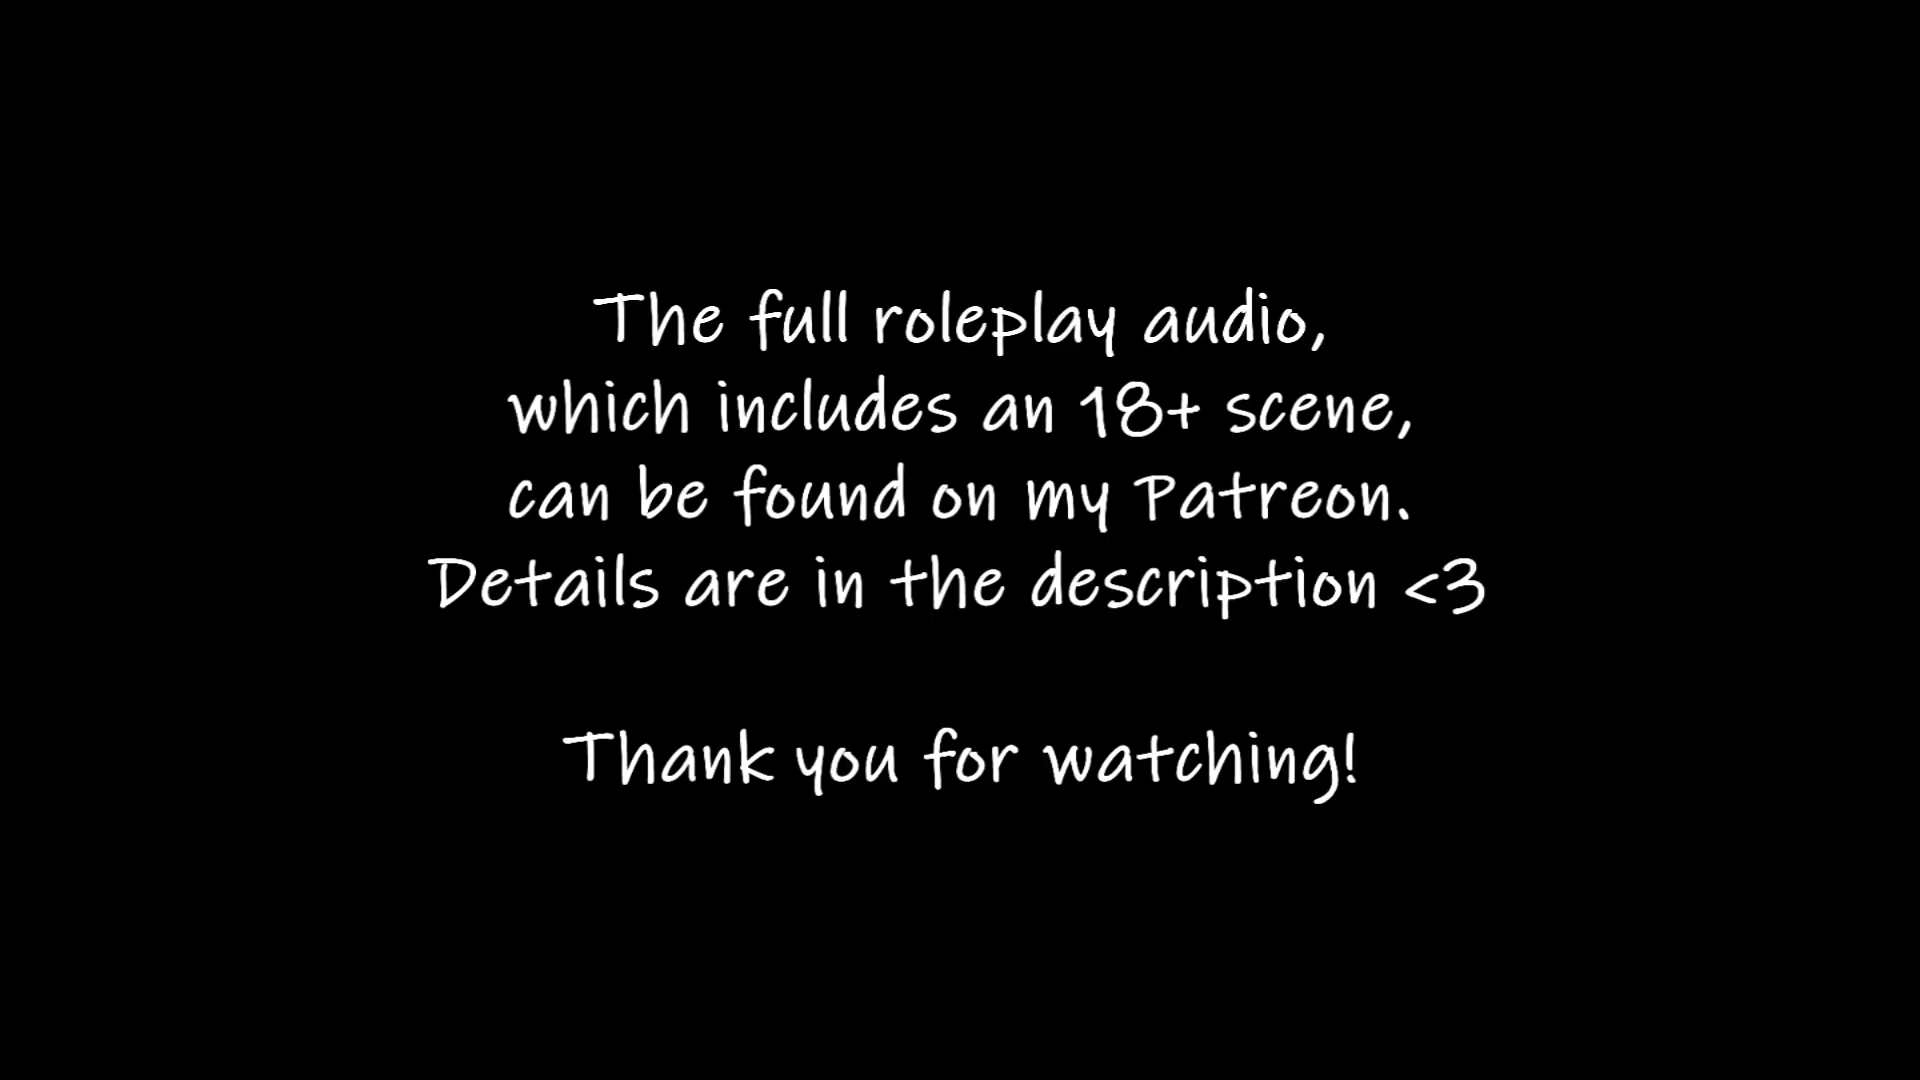 The full roleplay audio,
which includes an 18+ scene,
can be found on my Patreon.
Details are in the description <3
Thank you for watching!